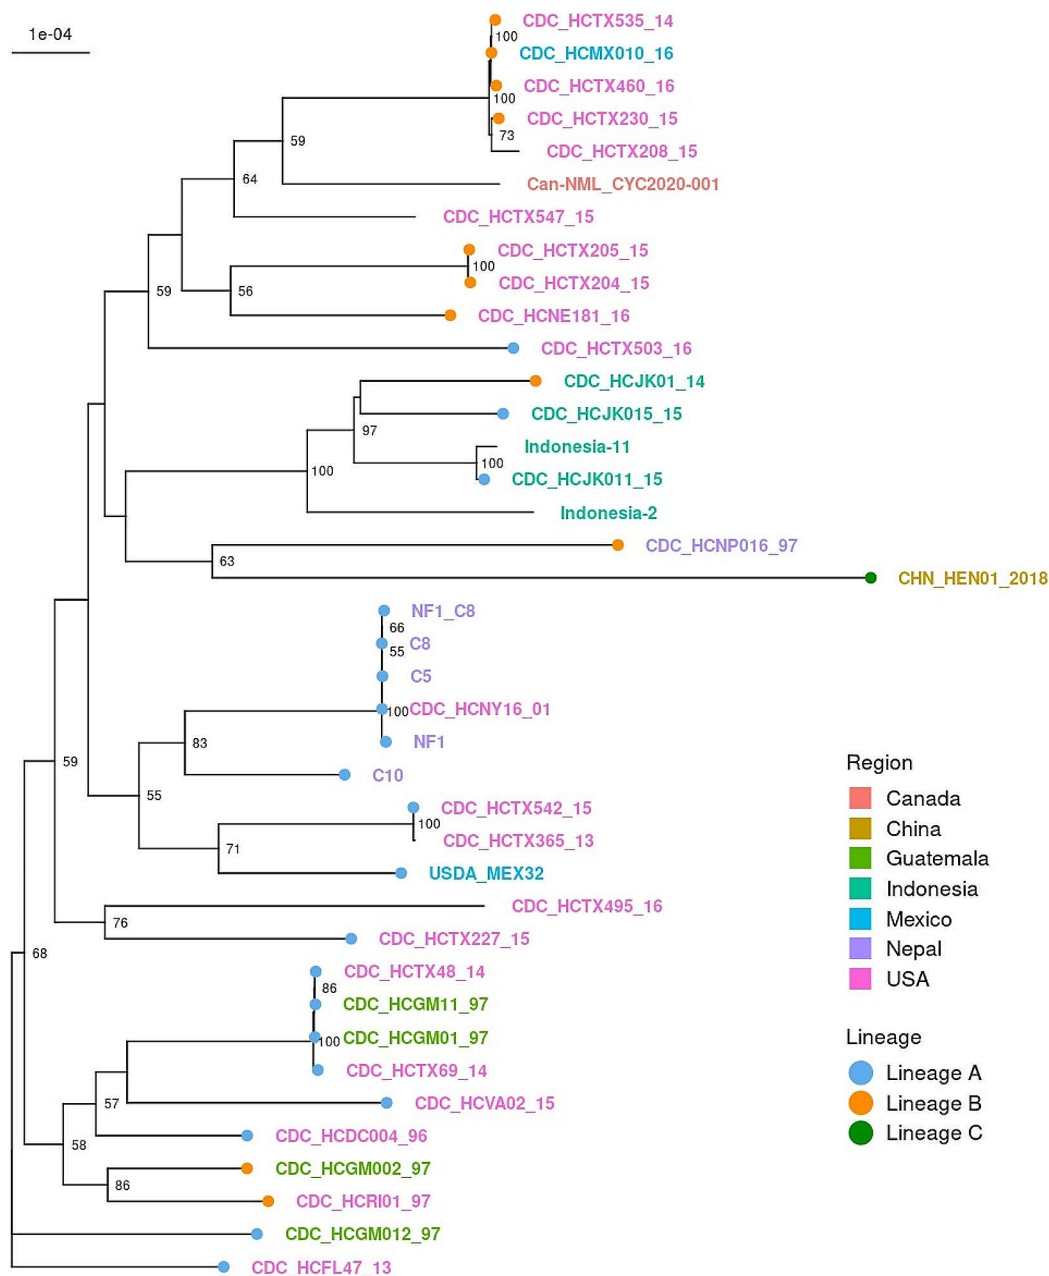 1e-04
CDC_HCTX535_14
100
CDC_HCMX010_16
CDC_HCTX460_16
100
CDC_HCTX230_15
73
59
CDC_HCTX208_15
64
Can-NML_CYC2020-001
CDC_HCTX547_15
CDC_HCTX205_15
100
59
56
CDC_HCTX204_15
CDC_HCNE181_16
CDC_HCTX503_16
CDC_HCJK01_14
CDC_HCJK015_15
97
Indonesia-11
100
100
CDC_HCJK011_15
Indonesia-2
CDC_HCNP016_97
63
CHN_HEN01_2018
NF1_C8
66
C8
55
C5
100
CDC_HCNY16_01
83
NF1
59
C10
55
CDC_HCTX542_15
100
CDC_HCTX365_13
71
USDA_MEX32
CDC_HCTX495_16
76
CDC_HCTX227_15
68
CDC_HCTX48_14
86
CDC_HCGM11_97
100
CDC_HCGM01_97
CDC_HCTX69_14
57
CDC_HCVA02_15
CDC_HCDC004_96
58
CDC_HCGM002_97
86
CDC_HCRI01_97
CDC_HCGM012_97
CDC_HCFL47_13
Region
Canada
China
Guatemala
Indonesia
Mexico
Nepal
USA
Lineage
Lineage A
Lineage B
Lineage C